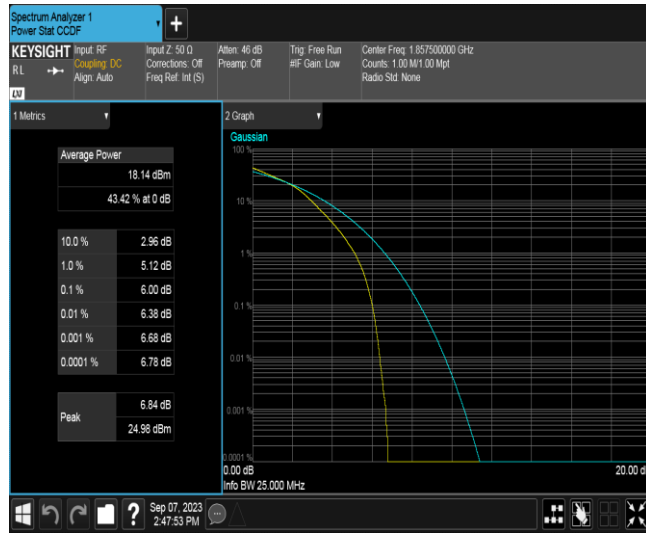 Spectrum Analyzer 1
Power Stat CCDF
+
KEYSIGHT
RL
LXI
Input: RF
Coupling: DC
Align: Auto
Input Z: 50 Ω
Corrections: Off
Freq Ref: Int (S)
Atten: 46 dB
Preamp: Off
Trig: Free Run
#IF Gain: Low
Center Freq: 1.857500000 GHz
Counts: 1.00 M/1.00 Mpt
Radio Std: None
1 Metrics
Average Power
18.14 dBm
43.42 % at 0 dB
10.0 % 2.96 dB
1.0 % 5.12 dB
0.1 % 6.00 dB
0.01 % 6.38 dB
0.001 % 6.68 dB
0.0001 % 6.78 dB
Peak
6.84 dB
24.98 dBm
2 Graph
Gaussian
100 %
10 %
1 %
0.1 %
0.01 %
0.001 %
0.0001 %
0.00 dB
20.00 d
Info BW 25.000 MHz
?
Sep 07, 2023
2:47:53 PM